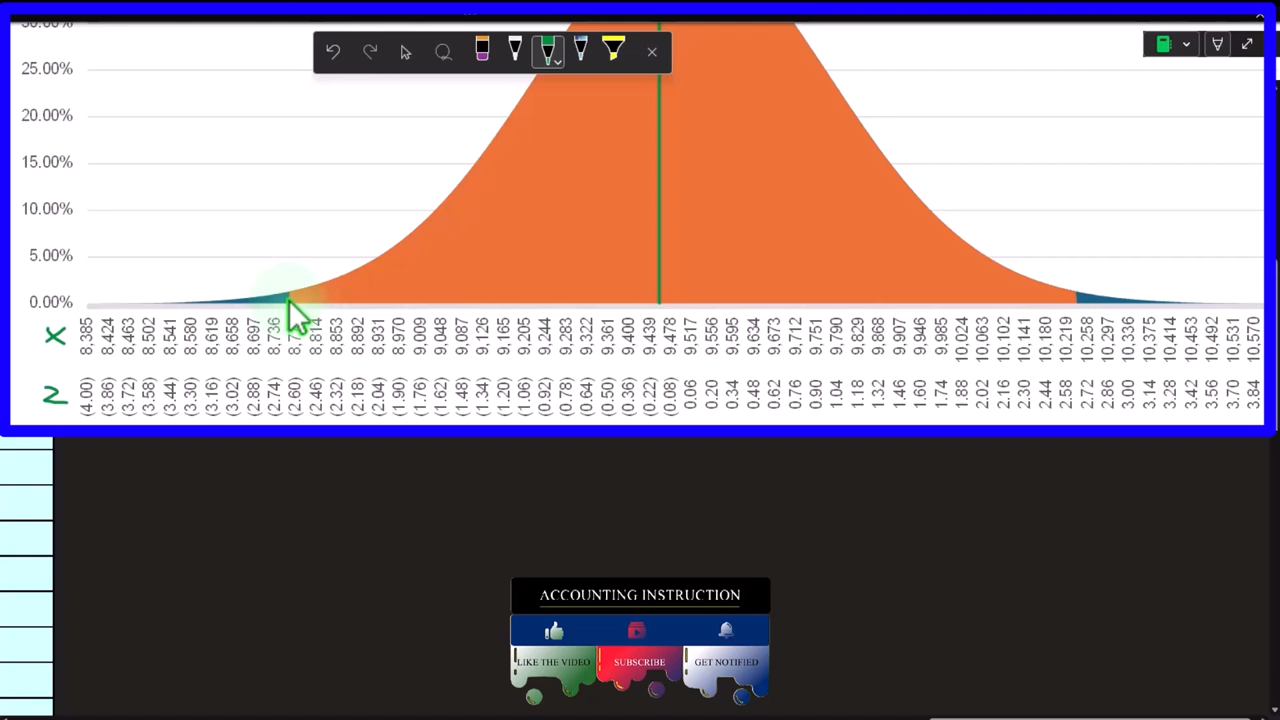 30.00%
25.00%
20.00%
15.00%
10.00%
5.00%
0.00%
X 8,385 8,424 8,463 8,502 8,541 8,580 8,619 8,658 8,697 8,736 8,814 8,853 8,892 8,931 8,970 9,009 9,048 9,087 9,126 9,165 9,205 9,244 9,283 9,322 9,361 9,400 9,439 9,478 9,517 9,556 9,595 9,634 9,673 9,712 9,751 9,790 9,829 9,868 9,907 9,946 9,985 10,024 10,063 10,102 10,141 10,180 10,219 10,258 10,297 10,336 10,375 10,414 10,453 10,492 10,531 10,570
Z (4.00) (3.86) (3.72) (3.58) (3.44) (3.30) (3.16) (3.02) (2.88) (2.74) (2.60) (2.46) (2.32) (2.18) (2.04) (1.90) (1.76) (1.62) (1.48) (1.34) (1.20) (1.06) (0.92) (0.78) (0.64) (0.50) (0.36) (0.22) (0.08) 0.06 0.20 0.34 0.48 0.62 0.76 0.90 1.04 1.18 1.32 1.46 1.60 1.74 1.88 2.02 2.16 2.30 2.44 2.58 2.72 2.86 3.00 3.14 3.28 3.42 3.56 3.70 3.84
ACCOUNTING INSTRUCTION
LIKE THE VIDEO SUBSCRIBE GET NOTIFIED